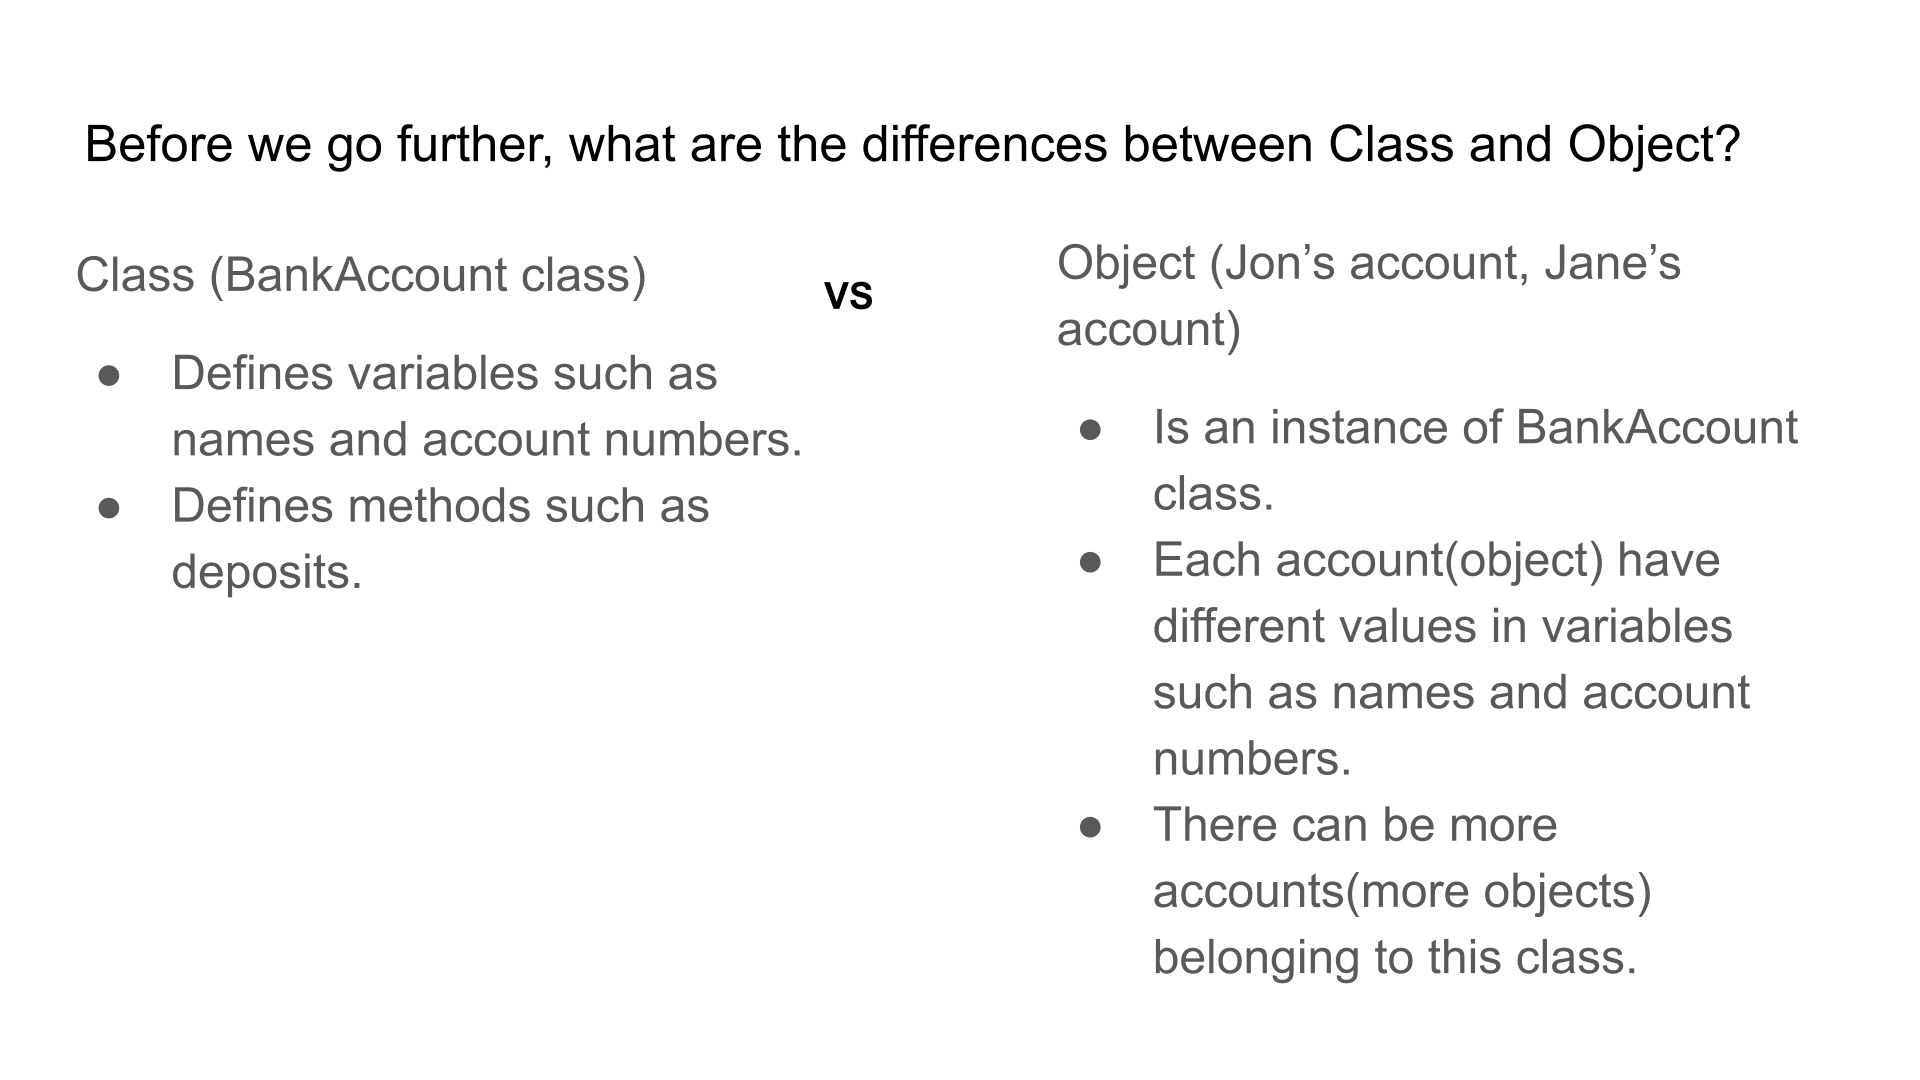 Before we go further, what are the differences between Class and Object?
Class (BankAccount class)
● Defines variables such as
names and account numbers.
● Defines methods such as
deposits.
vs
Object (Jon’s account, Jane’s
account)
● Is an instance of BankAccount
class.
● Each account(object) have
different values in variables
such as names and account
numbers.
● There can be more
accounts(more objects)
belonging to this class.